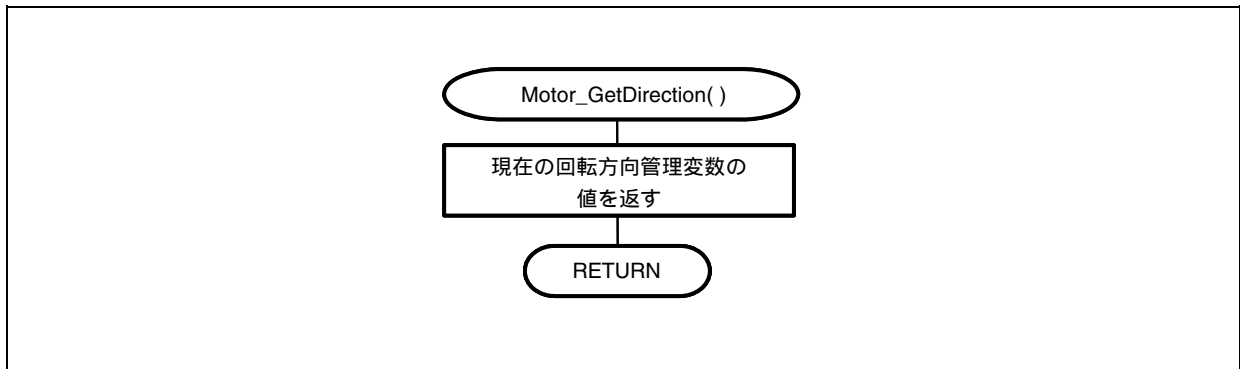 Motor_GetDirection( )
現在の回転方向管理変数の
値を返す
RETURN